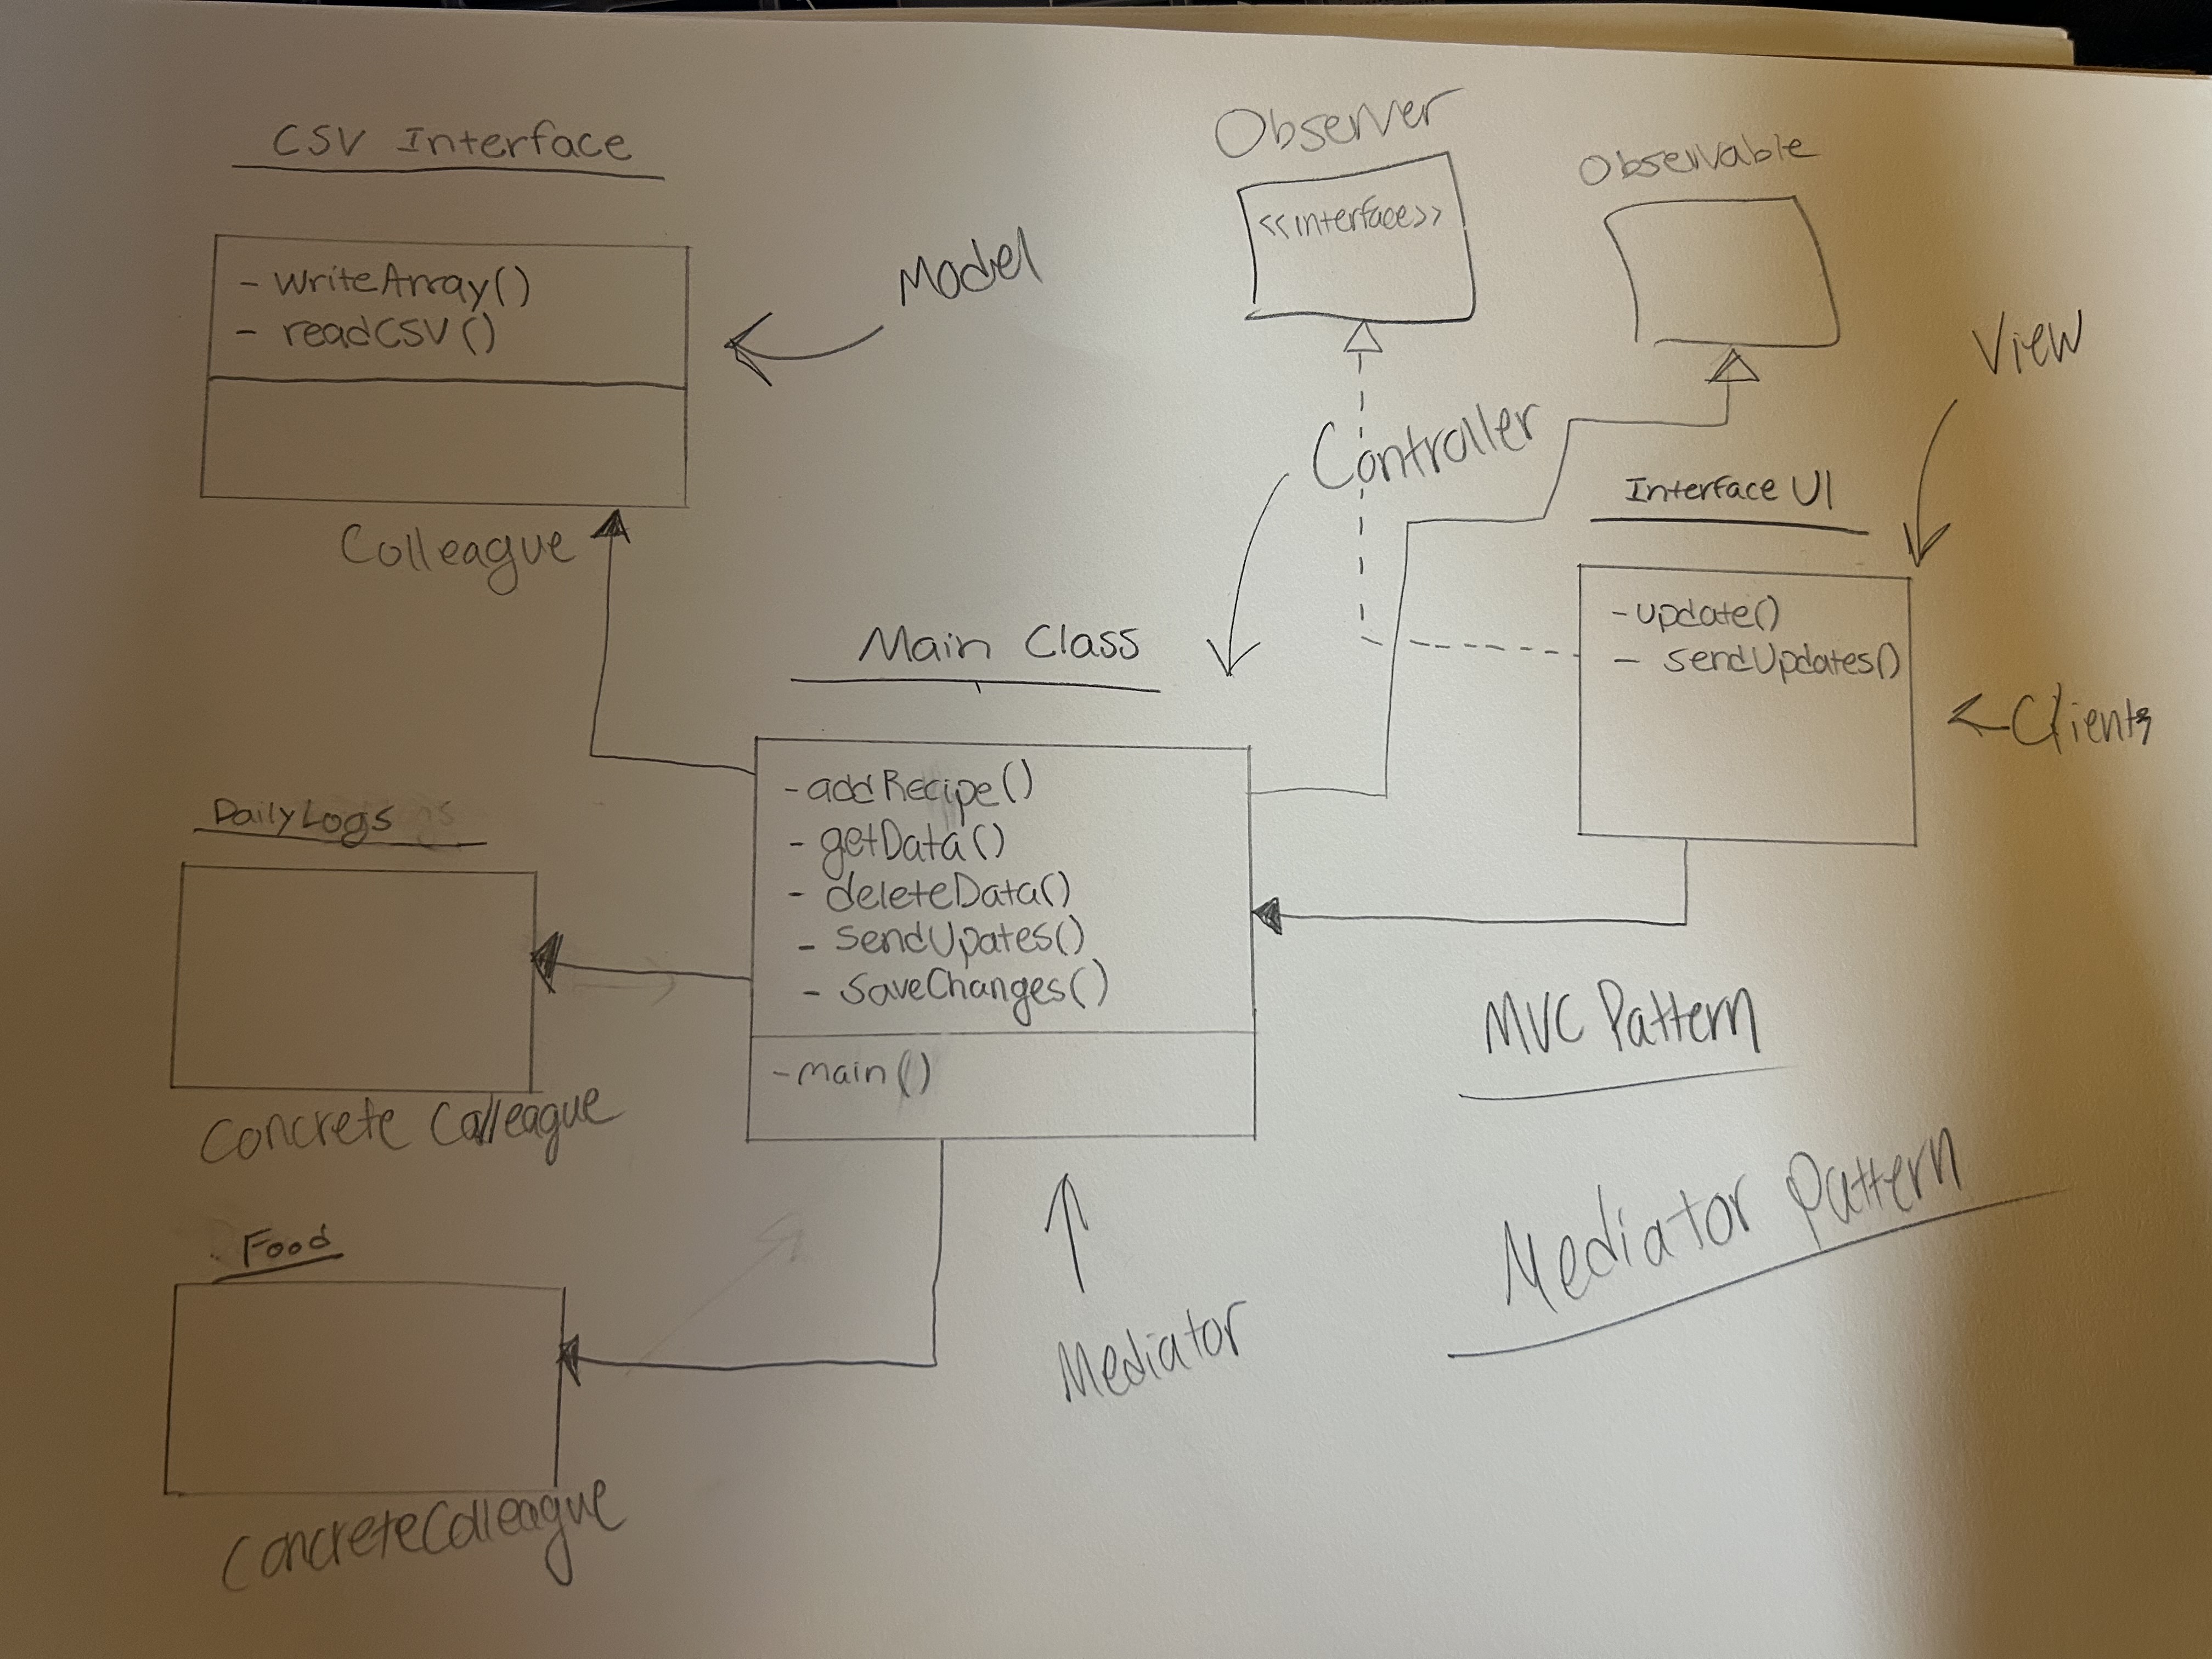 CSV Interface
- writeArray()
- readCSV()
Model
Colleague
Observer
<<interface>>
Observable
View
Controller
Interface UI
-update()
- sendUpdates()
Clients
Main Class
-addRecipe()
- getData()
- deleteData()
- sendUpates()
- saveChanges()
-main()
Mediator
DailyLogs
Concrete Colleague
Food
ConcreteColleague
MVC Pattern
Mediator Pattern